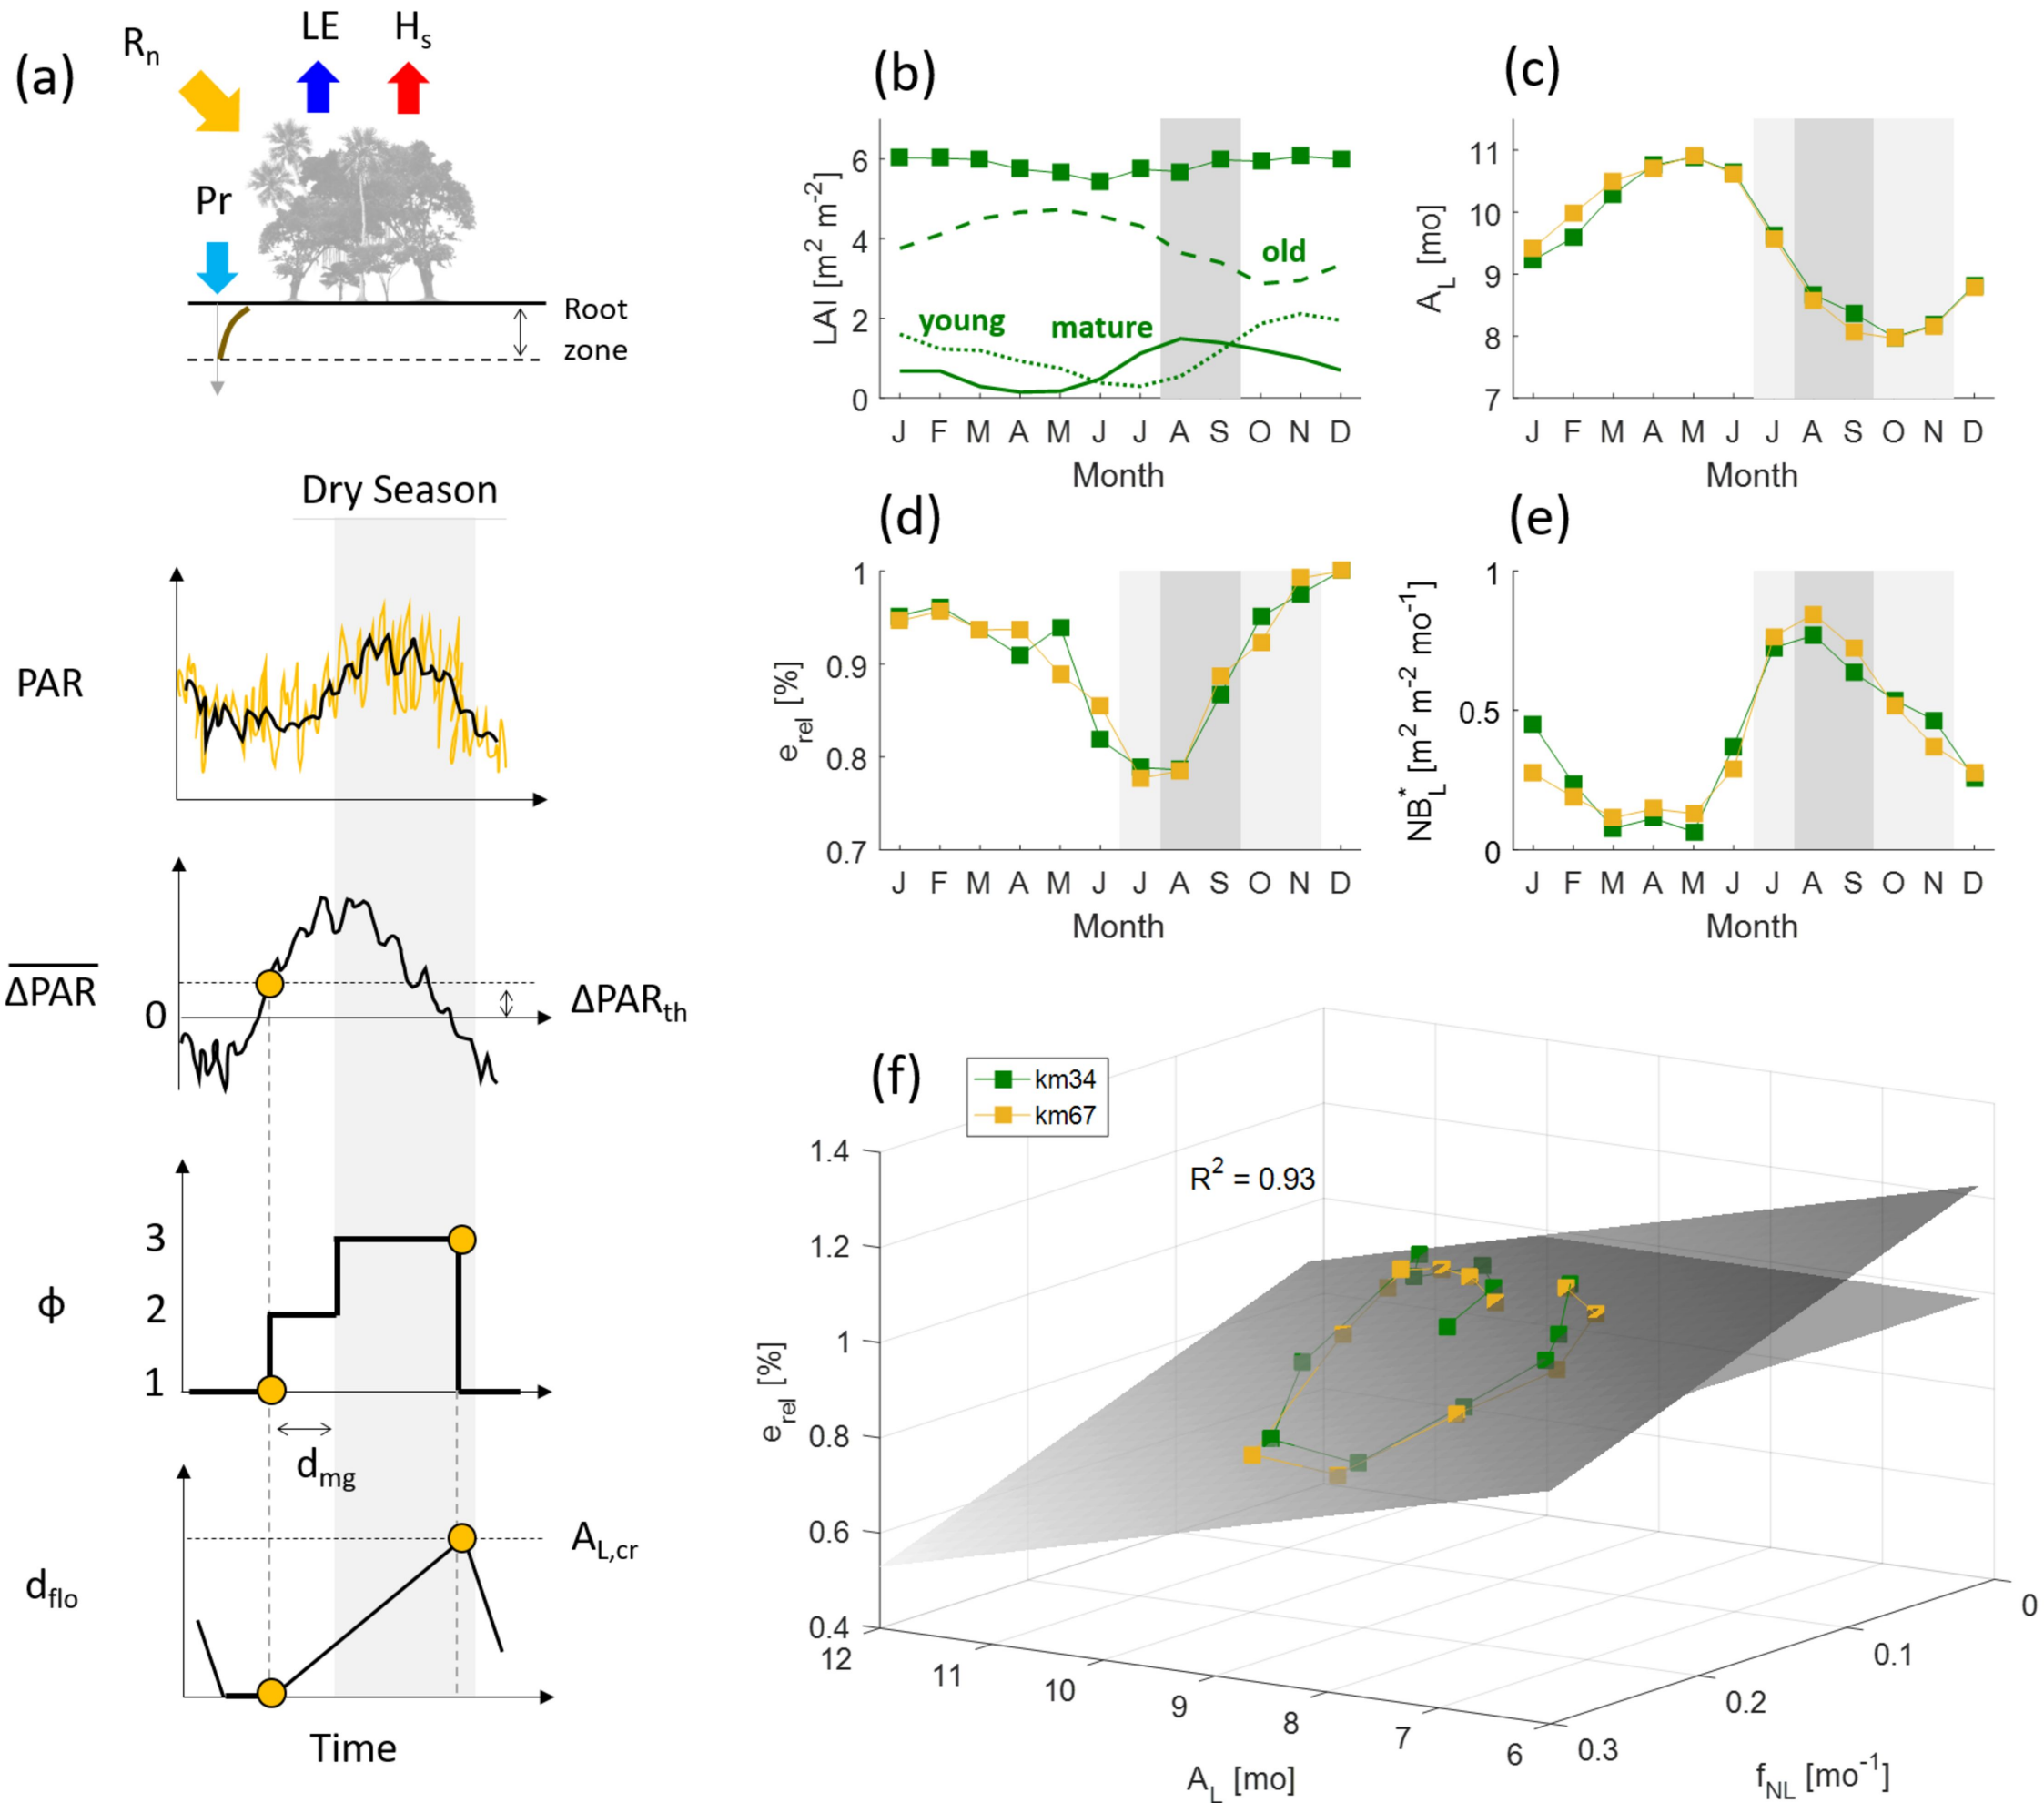 (a)
Rn
LE
Hs
Pr
Root
zone
Dry Season
PAR
ΔPAR
0
ΔPARth
ϕ
3
2
1
dmg
dflo
AL,cr
Time
(b)
LAI [m2 m-2]
6
4
2
0
old
young
mature
J F M A M J J A S O N D
Month
(c)
AL [mo]
11
10
9
8
7
J F M A M J J A S O N D
Month
(d)
erel [%]
1
0.9
0.8
0.7
J F M A M J J A S O N D
Month
(e)
NBL* [m2 m-2 mo-1]
1
0.5
0
J F M A M J J A S O N D
Month
(f)
km34
km67
R2 = 0.93
erel [%]
1.4
1.2
1
0.8
0.6
0.4
12
11
10
9
8
7
6
AL [mo]
0.3
0.2
0.1
0
fNL [mo-1]